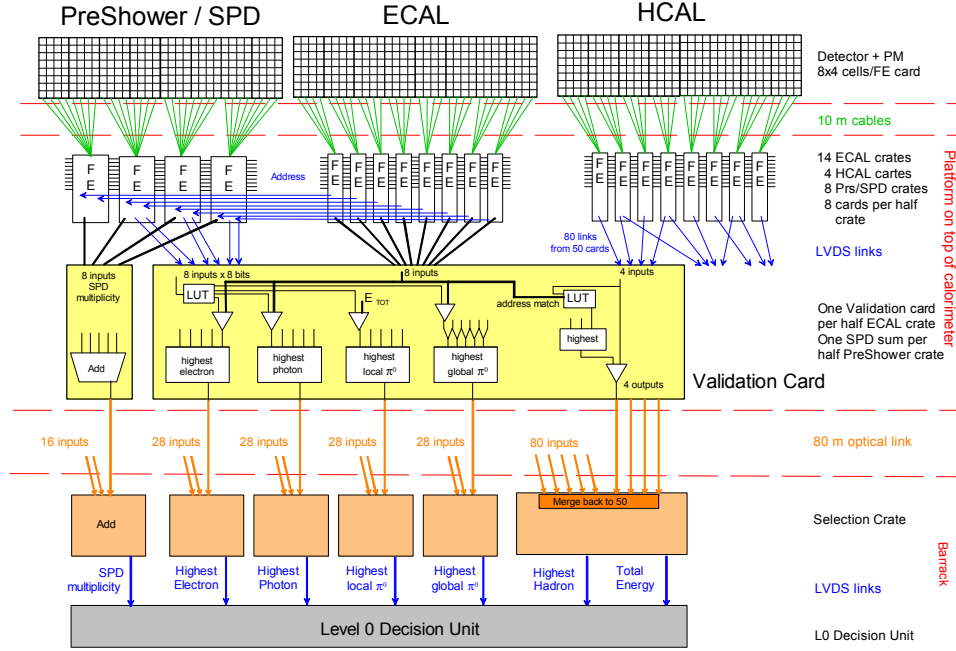 PreShower / SPD
ECAL
HCAL
Detector + PM
8x4 cells/FE card
10 m cables
F
E
F
E
F
E
F
E
Address
F
E
F
E
F
E
F
E
F
E
F
E
F
E
F
E
F
E
F
E
F
E
F
E
F
E
F
E
F
E
F
E
14 ECAL crates
4 HCAL cartes
8 Prs/SPD crates
8 cards per half
crate
Platform on top of calorimeter
80 links
from 50 cards
LVDS links
8 inputs
SPD
multiplicity
8 inputs x 8 bits
8 inputs
4 inputs
LUT
E TOT
address match
LUT
One Validation card
per half ECAL crate
One SPD sum per
half PreShower crate
Add
highest
electron
highest
photon
highest
local π⁰
highest
global π⁰
highest
4 outputs
Validation Card
16 inputs
28 inputs
28 inputs
28 inputs
28 inputs
80 inputs
80 m optical link
Merge back to 50
Add
Selection Crate
Barrack
SPD
multiplicity
Highest
Electron
Highest
Photon
Highest
local π⁰
Highest
global π⁰
Highest
Hadron
Total
Energy
LVDS links
Level 0 Decision Unit
L0 Decision Unit